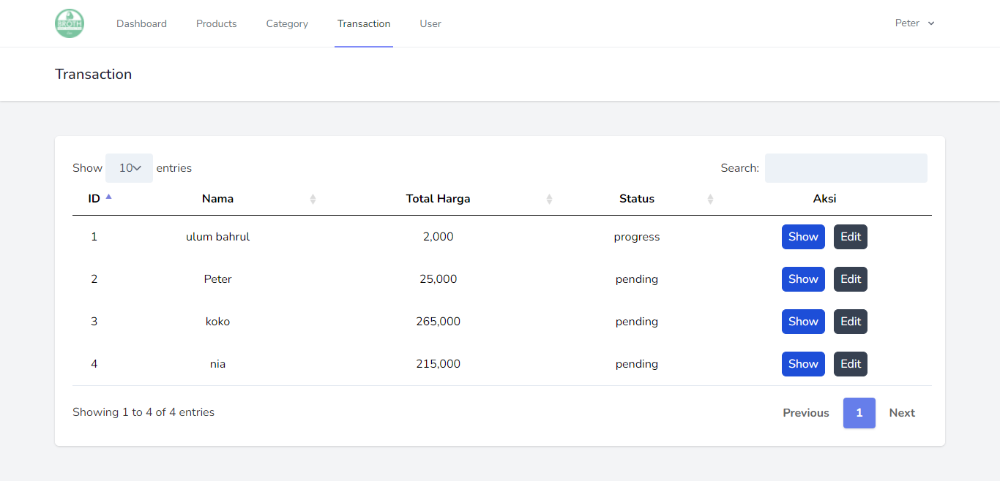 BROTH
Dashboard Products Category Transaction User Peter
Transaction
Show 10 entries Search:
ID Nama Total Harga Status Aksi
1 ulum bahrul 2,000 progress Show Edit
2 Peter 25,000 pending Show Edit
3 koko 265,000 pending Show Edit
4 nia 215,000 pending Show Edit
Showing 1 to 4 of 4 entries Previous 1 Next